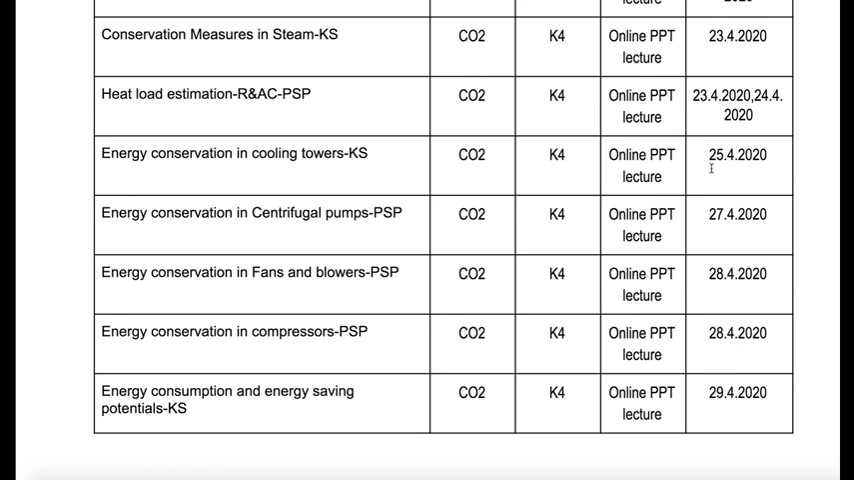 lecture
2020
Conservation Measures in Steam-KS CO2 K4 Online PPT 23.4.2020
lecture
Heat load estimation-R&AC-PSP CO2 K4 Online PPT 23.4.2020,24.4.
lecture 2020
Energy conservation in cooling towers-KS CO2 K4 Online PPT 25.4.2020
lecture
Energy conservation in Centrifugal pumps-PSP CO2 K4 Online PPT 27.4.2020
lecture
Energy conservation in Fans and blowers-PSP CO2 K4 Online PPT 28.4.2020
lecture
Energy conservation in compressors-PSP CO2 K4 Online PPT 28.4.2020
lecture
Energy consumption and energy saving CO2 K4 Online PPT 29.4.2020
potentials-KS lecture